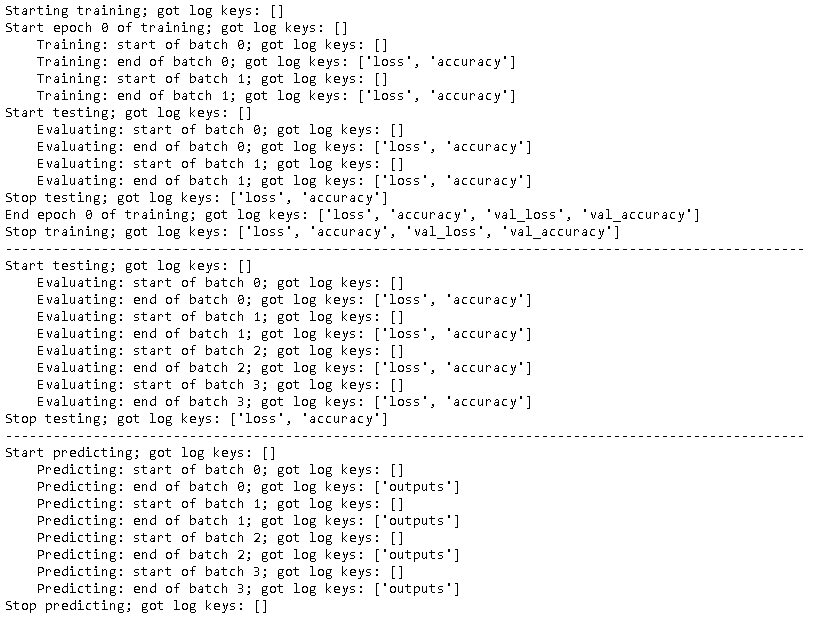 Starting training; got log keys: []
Start epoch 0 of training; got log keys: []
    Training: start of batch 0; got log keys: []
    Training: end of batch 0; got log keys: ['loss', 'accuracy']
    Training: start of batch 1; got log keys: []
    Training: end of batch 1; got log keys: ['loss', 'accuracy']
Start testing; got log keys: []
    Evaluating: start of batch 0; got log keys: []
    Evaluating: end of batch 0; got log keys: ['loss', 'accuracy']
    Evaluating: start of batch 1; got log keys: []
    Evaluating: end of batch 1; got log keys: ['loss', 'accuracy']
Stop testing; got log keys: ['loss', 'accuracy']
End epoch 0 of training; got log keys: ['loss', 'accuracy', 'val_loss', 'val_accuracy']
Stop training; got log keys: ['loss', 'accuracy', 'val_loss', 'val_accuracy']
----------------------------------------------------------------------------------------------------
Start testing; got log keys: []
    Evaluating: start of batch 0; got log keys: []
    Evaluating: end of batch 0; got log keys: ['loss', 'accuracy']
    Evaluating: start of batch 1; got log keys: []
    Evaluating: end of batch 1; got log keys: ['loss', 'accuracy']
    Evaluating: start of batch 2; got log keys: []
    Evaluating: end of batch 2; got log keys: ['loss', 'accuracy']
    Evaluating: start of batch 3; got log keys: []
    Evaluating: end of batch 3; got log keys: ['loss', 'accuracy']
Stop testing; got log keys: ['loss', 'accuracy']
----------------------------------------------------------------------------------------------------
Start predicting; got log keys: []
    Predicting: start of batch 0; got log keys: []
    Predicting: end of batch 0; got log keys: ['outputs']
    Predicting: start of batch 1; got log keys: []
    Predicting: end of batch 1; got log keys: ['outputs']
    Predicting: start of batch 2; got log keys: []
    Predicting: end of batch 2; got log keys: ['outputs']
    Predicting: start of batch 3; got log keys: []
    Predicting: end of batch 3; got log keys: ['outputs']
Stop predicting; got log keys: []